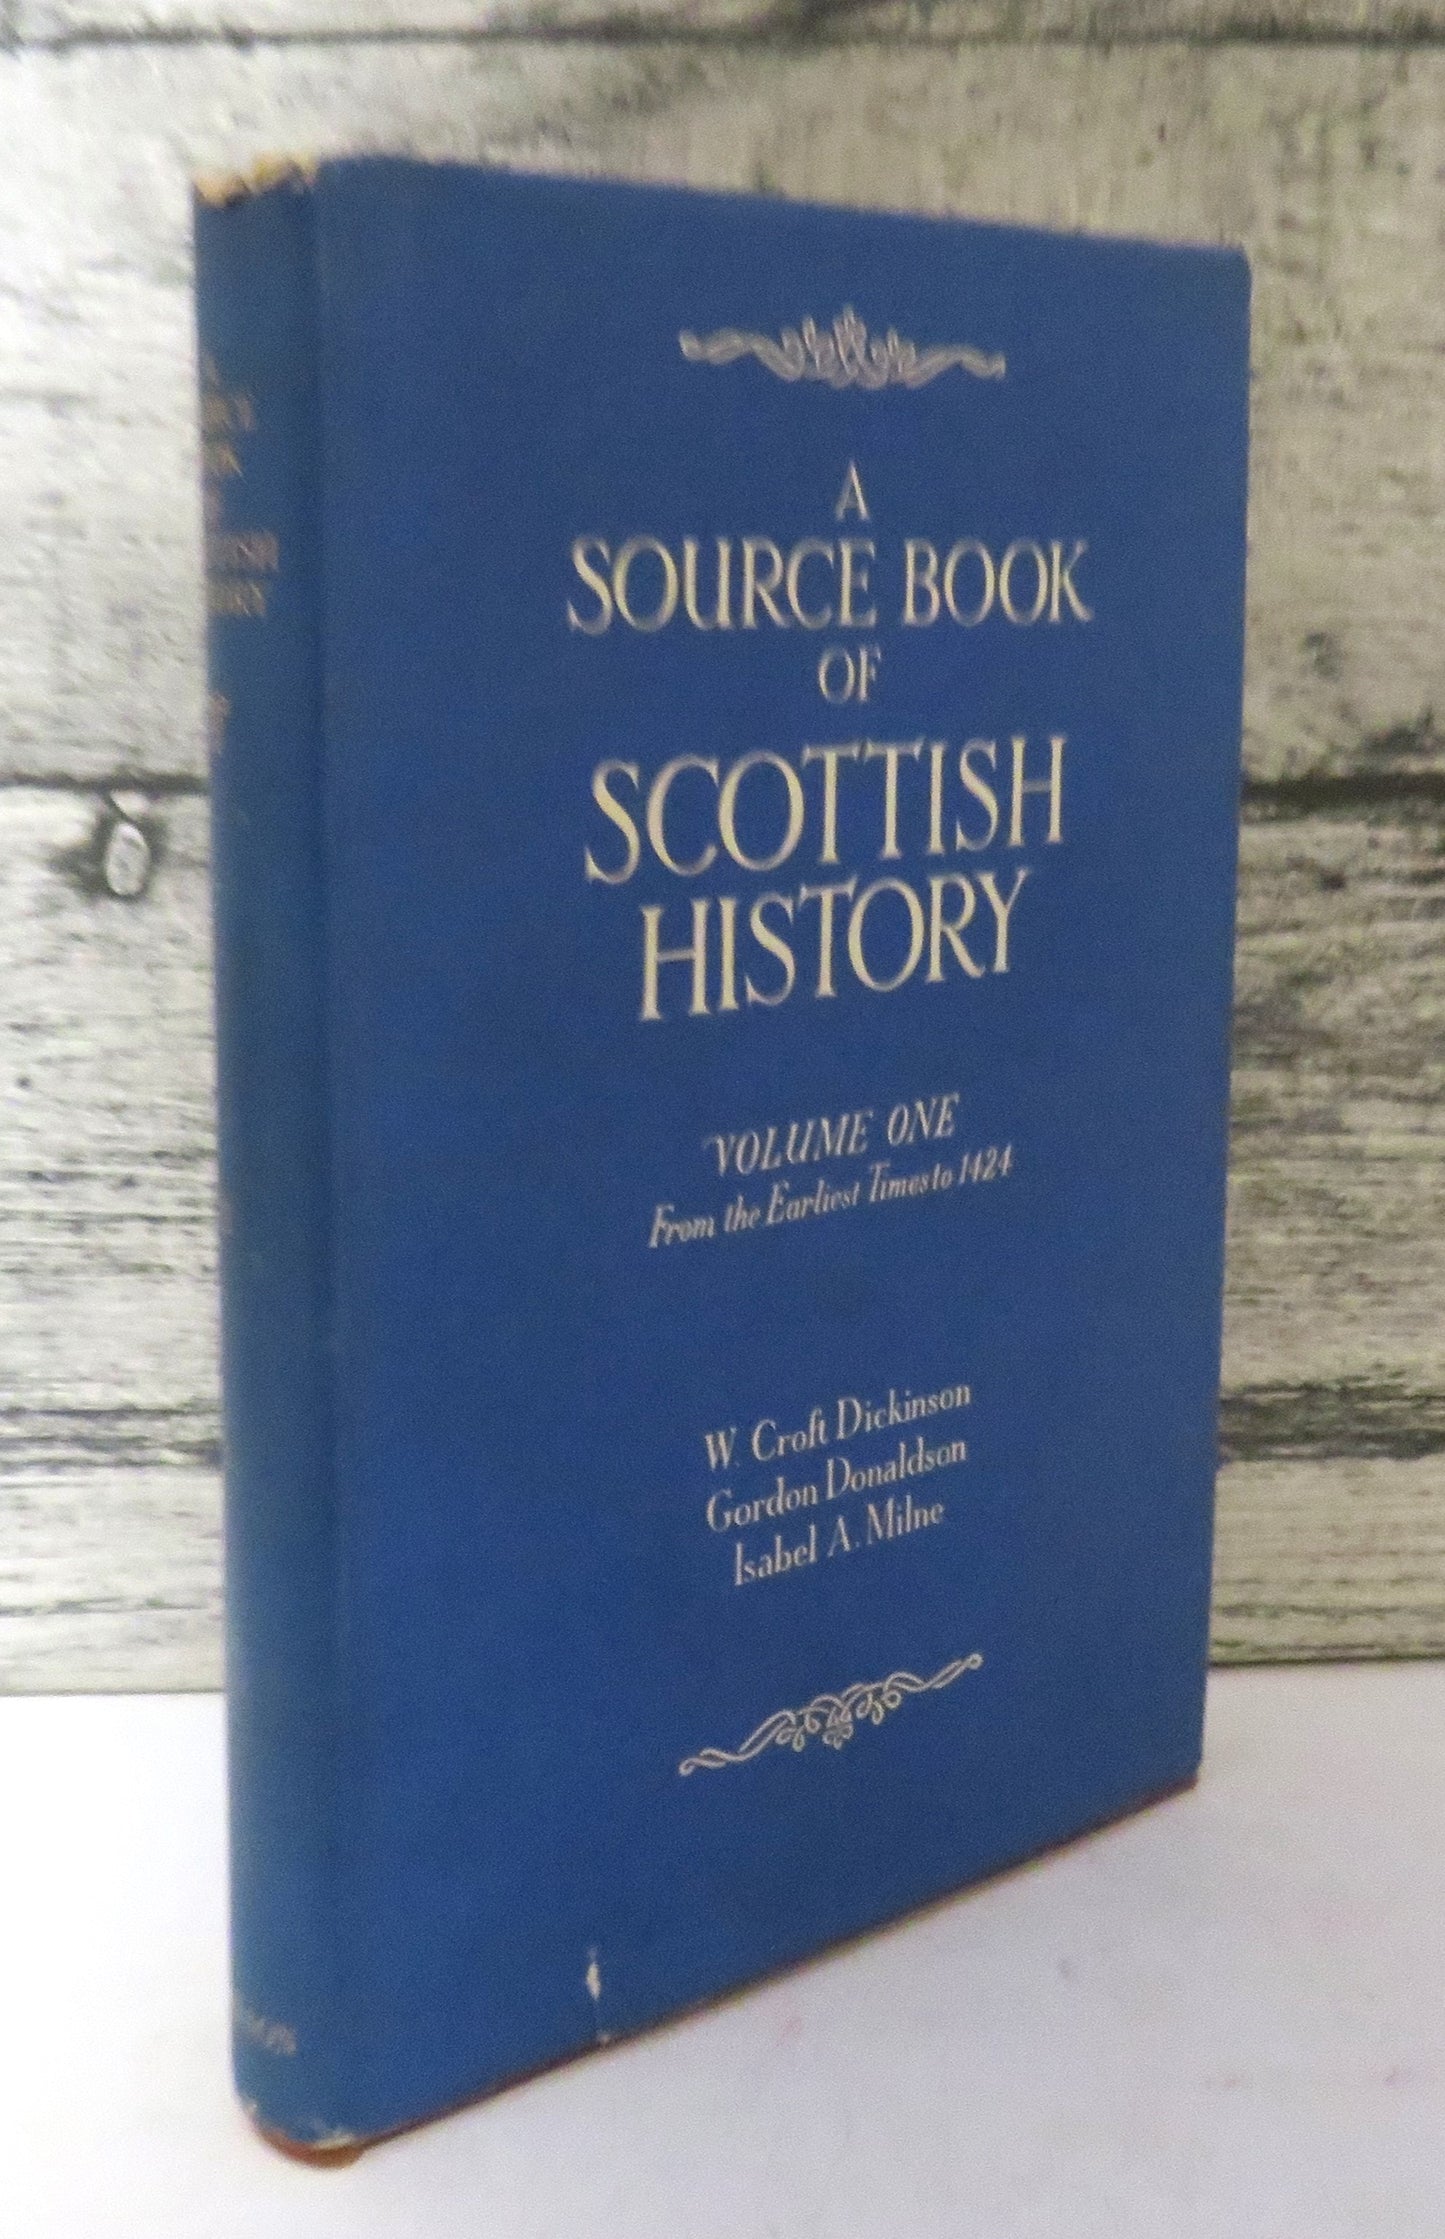 A
SOURCE BOOK
OF
SCOTTISH
HISTORY
VOLUME ONE
From the Earliest Times to 1424
W. Croft Dickinson
Gordon Donaldson
Isabel A. Milne